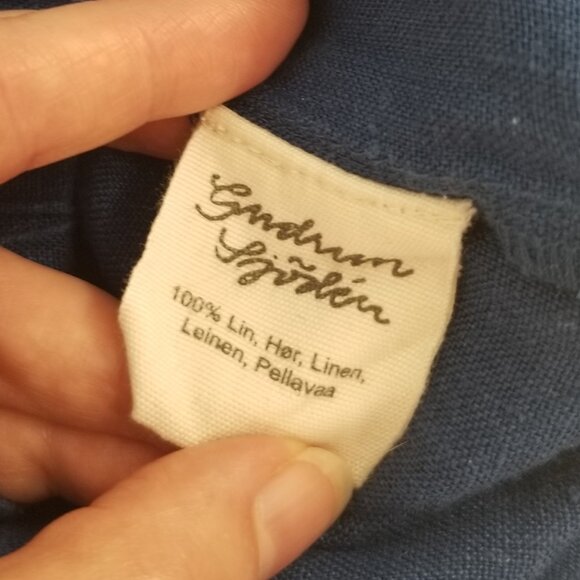 Gudrun
Sjödén
100% Lin, Hør, Linen,
Leinen, Pellavaa